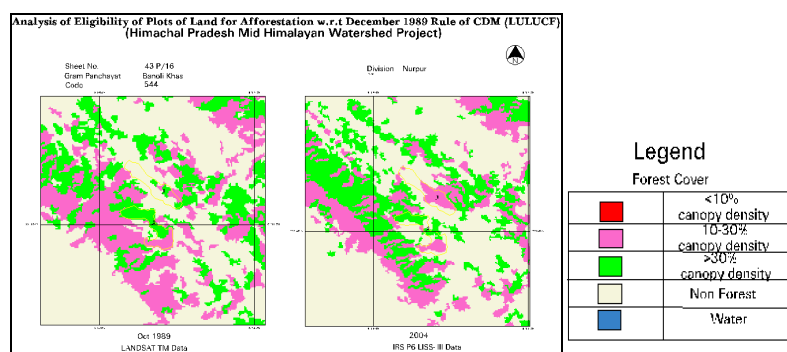 Analysis of Eligibility of Plots of Land for Afforestation w.r.t December 1989 Rule of CDM (LULUCF)
(Himachal Pradesh Mid Himalayan Watershed Project)
N
Sheet No. 43 P/16
Gram Panchayat Banoli Khas
Code 544
Division Nurpur
Oct 1989
LANDSAT TM Data
2004
IRS P6 LISS- III Data
Legend
Forest Cover
<10%
canopy density
10-30%
canopy density
>30%
canopy density
Non Forest
Water